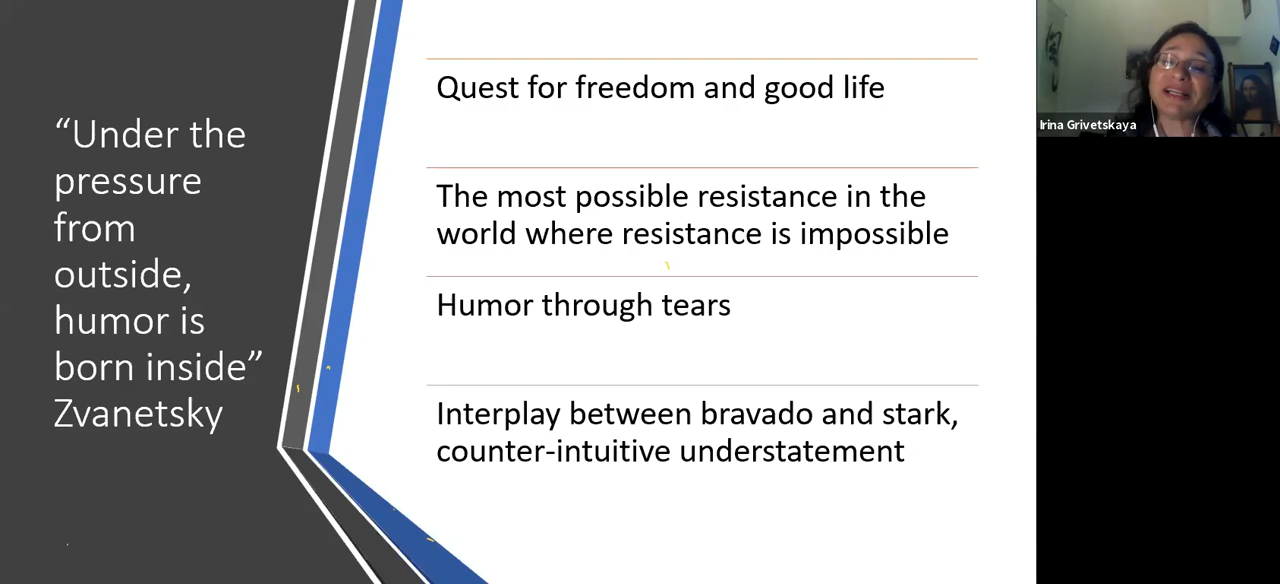 “Under the
pressure
from
outside,
humor is
born inside”
Zvanetsky
Quest for freedom and good life
The most possible resistance in the
world where resistance is impossible
Humor through tears
Interplay between bravado and stark,
counter-intuitive understatement
Irina Grivetskaya